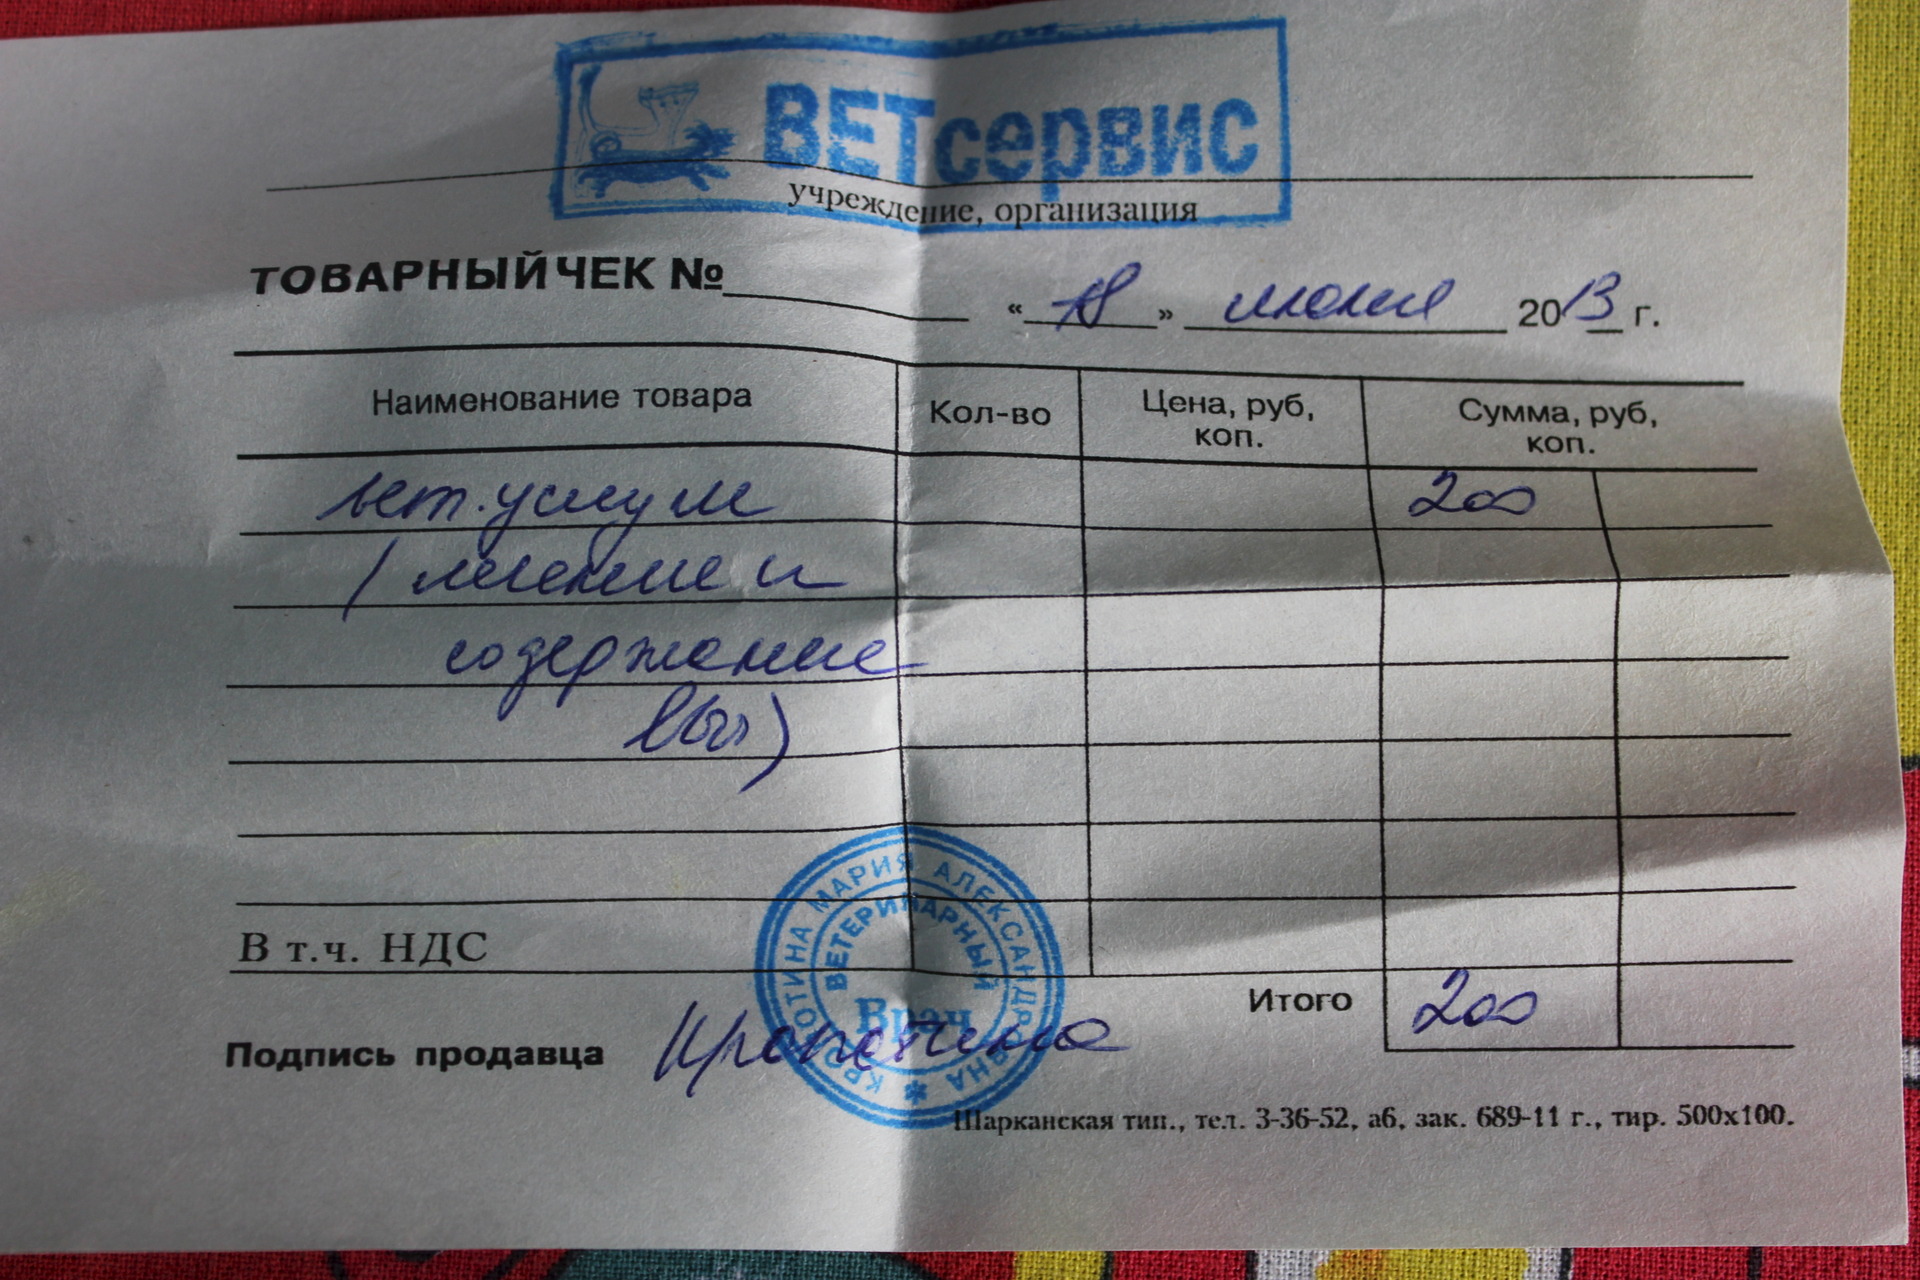 ВЕТсервис
учреждение, организация
ТОВАРНЫЙ ЧЕК № « 18 » июня 2013 г.
Наименование товара Кол-во Цена, руб, коп. Сумма, руб, коп.
вет. услуги 200
(лечение и
содержание
В т.ч. НДС
Итого 200
Подпись продавца Кропотина
КРОПОТИНА МАРИЯ АЛЕКСАНДРОВНА
ВЕТЕРИНАРНЫЙ
Врач
Шарканская тип., тел. 3-36-52, аб, зак. 689-11 г., тир. 500х100.